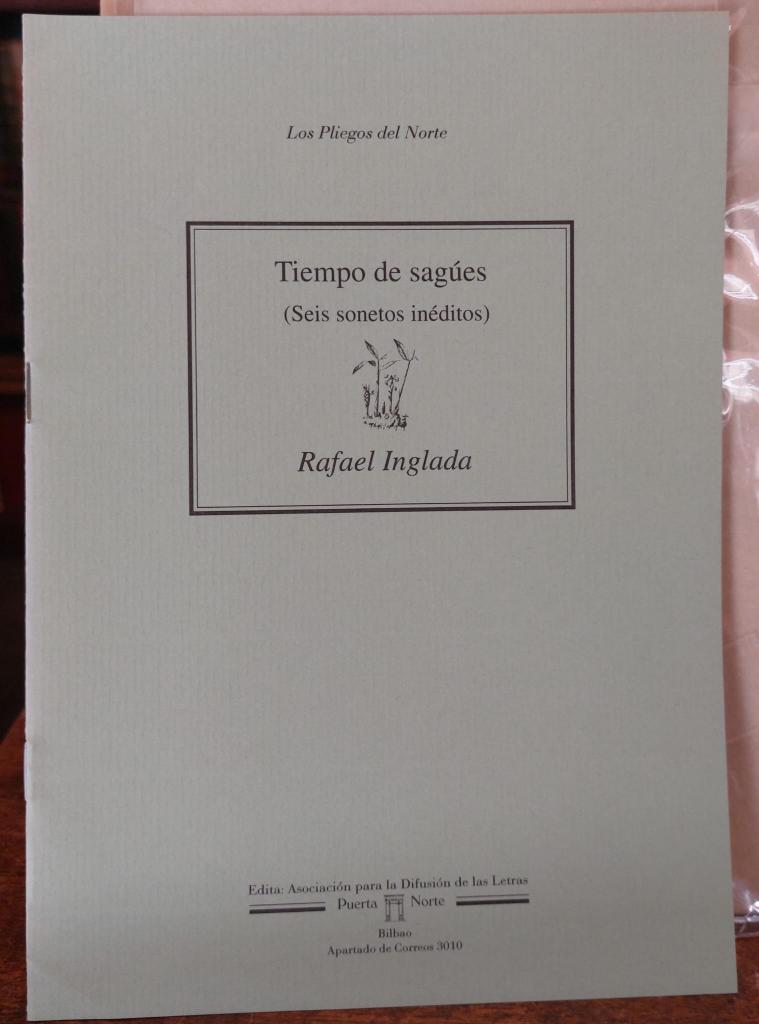 Los Pliegos del Norte
Tiempo de sagúes
(Seis sonetos inéditos)
Rafael Inglada
Edita: Asociación para la Difusión de las Letras
Puerta Norte
Bilbao
Apartado de Correos 3010